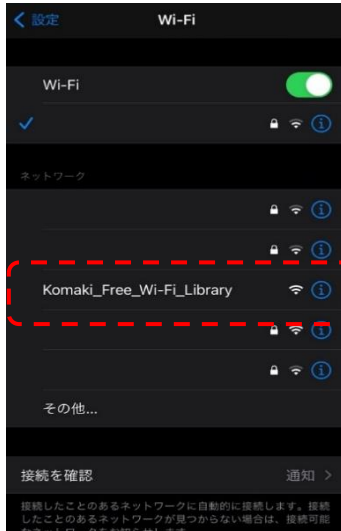 設定
Wi-Fi
Wi-Fi
ネットワーク
Komaki_Free_Wi-Fi_Library
その他...
接続を確認
通知
接続したことのあるネットワークに自動的に接続します。接続
したことのあるネットワークが見つからない場合は、接続可能